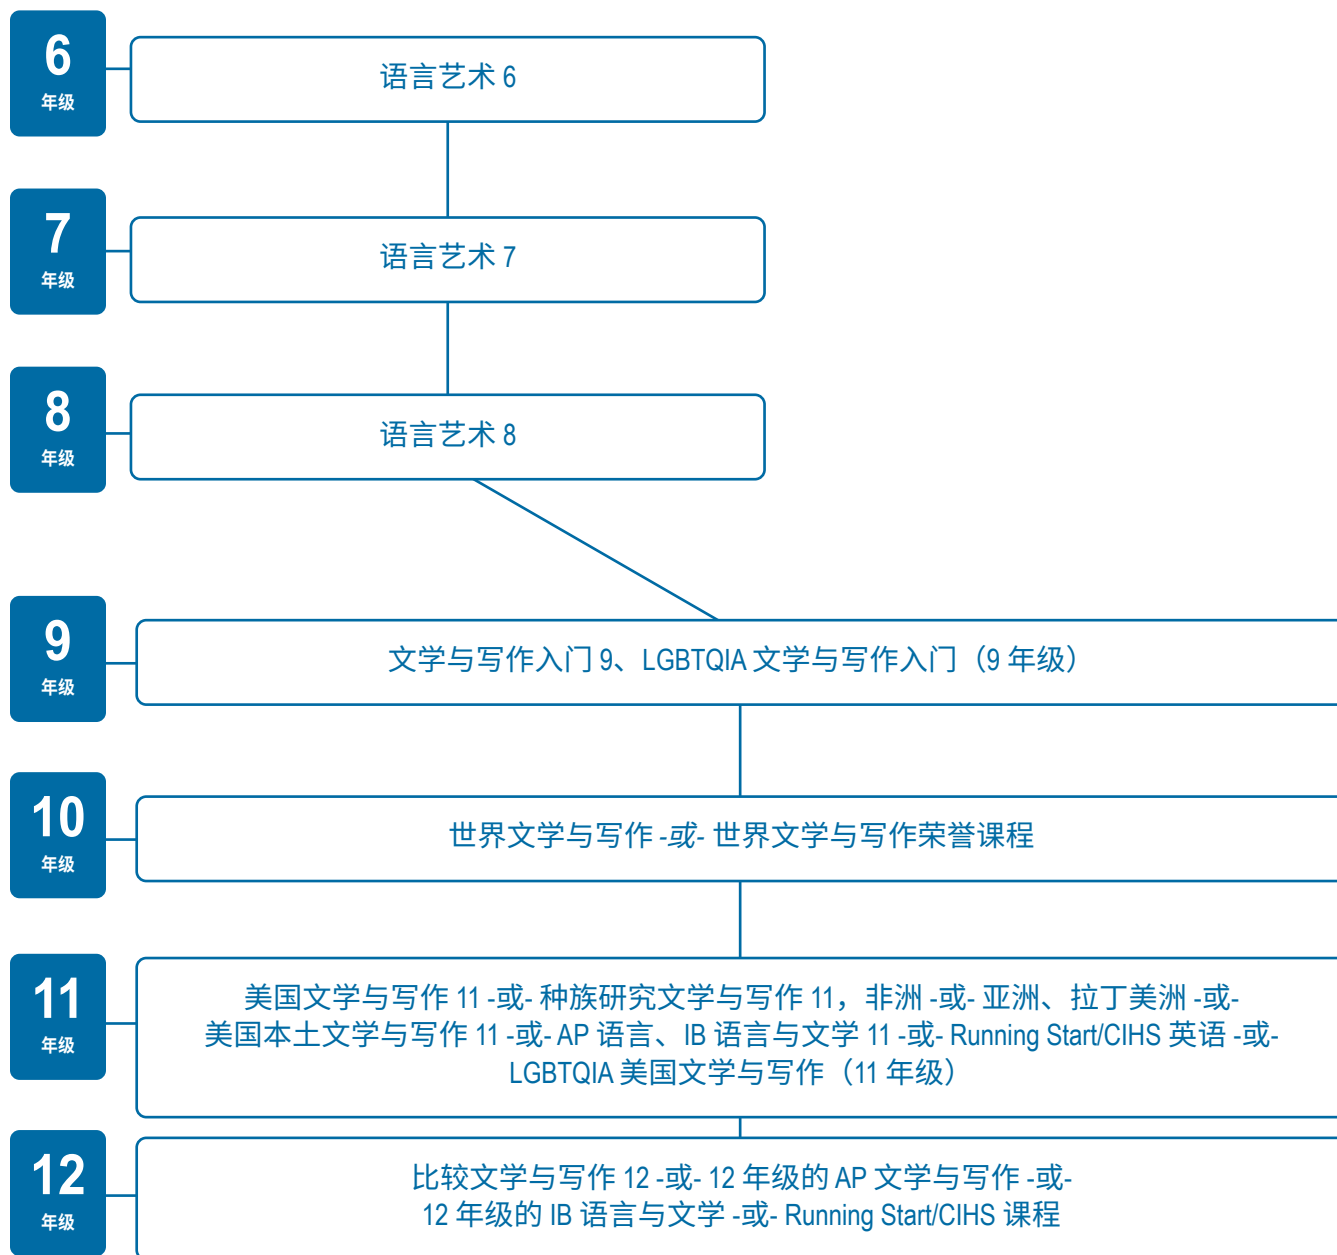 6
年级
语言艺术 6
7
年级
语言艺术 7
8
年级
语言艺术 8
9
年级
文学与写作入门 9、LGBTQIA 文学与写作入门（9 年级）
10
年级
世界文学与写作 -或- 世界文学与写作荣誉课程
11
年级
美国文学与写作 11 -或- 种族研究文学与写作 11，非洲 -或- 亚洲、拉丁美洲 -或-
美国本土文学与写作 11 -或- AP 语言、IB 语言与文学 11 -或- Running Start/CIHS 英语 -或-
LGBTQIA 美国文学与写作（11 年级）
12
年级
比较文学与写作 12 -或- 12 年级的 AP 文学与写作 -或-
12 年级的 IB 语言与文学 -或- Running Start/CIHS 课程